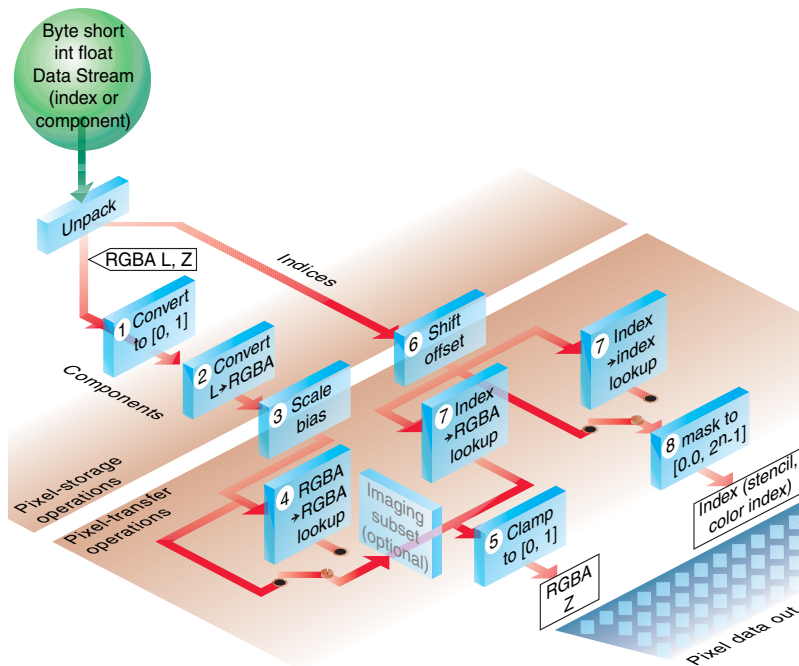 Byte short
int float
Data Stream
(index or
component)
Unpack
RGBA L, Z
Indices
Components
1 Convert
to [0, 1]
2 Convert
L→RGBA
3 Scale
bias
6 Shift
offset
7 Index
→index
lookup
7 Index
→RGBA
lookup
8 mask to
[0.0, 2ⁿ-1]
Pixel-storage
operations
Pixel-transfer
operations
4 RGBA
→RGBA
lookup
Imaging
subset
(optional)
5 Clamp
to [0, 1]
Index (stencil,
color index)
RGBA
Z
Pixel data out